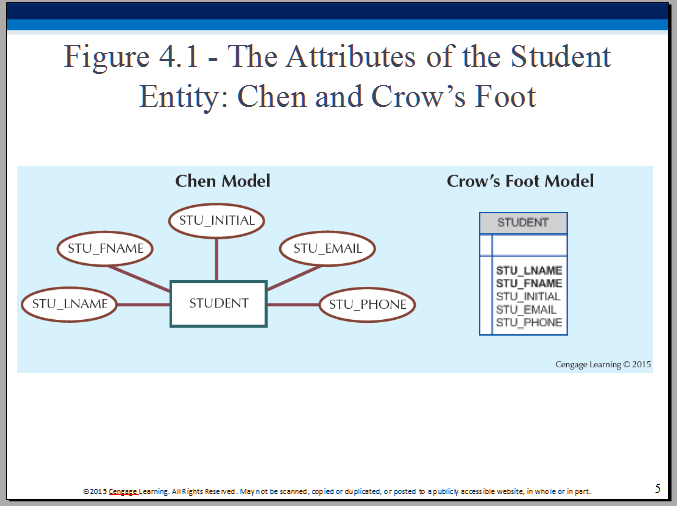 Figure 4.1 - The Attributes of the Student
Entity: Chen and Crow’s Foot
Chen Model
Crow’s Foot Model
STU_INITIAL
STU_FNAME
STU_EMAIL
STU_LNAME
STUDENT
STU_PHONE
STUDENT
STU_LNAME
STU_FNAME
STU_INITIAL
STU_EMAIL
STU_PHONE
Cengage Learning © 2015
©2015 Cengage Learning. All Rights Reserved. May not be scanned, copied or duplicated, or posted to a publicly accessible website, in whole or in part.
5